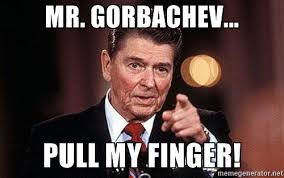 MR. GORBACHEV...
PULL MY FINGER!
memegenerator.net